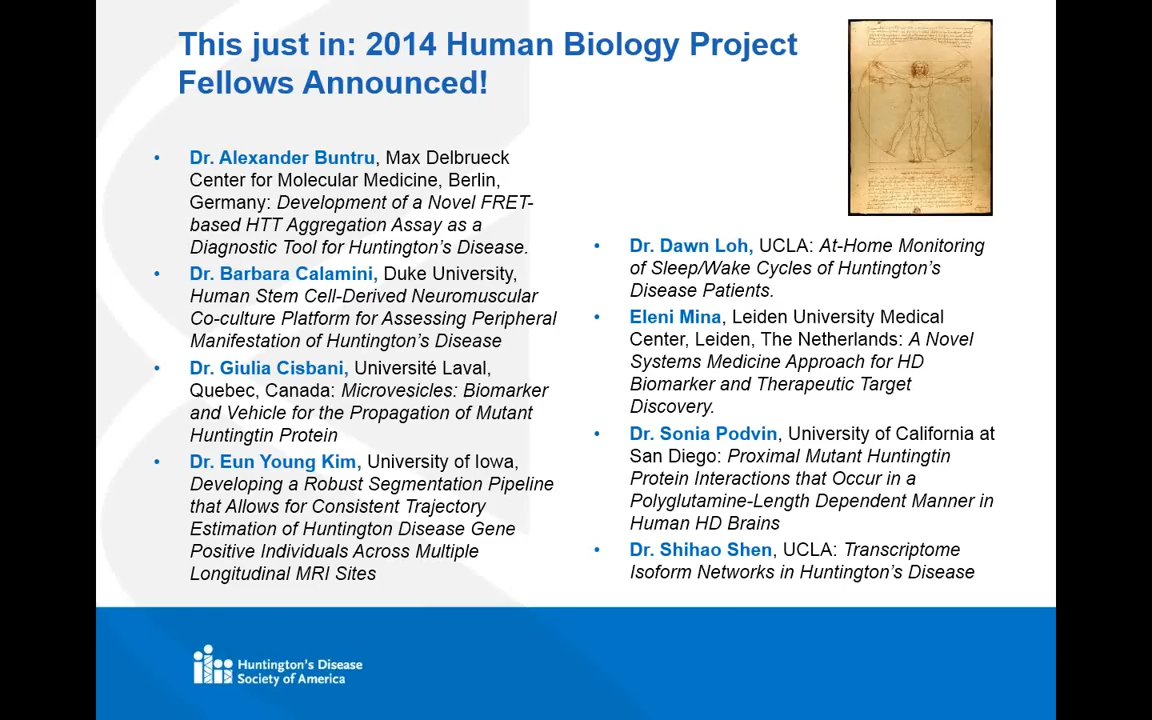 This just in: 2014 Human Biology Project
Fellows Announced!
• Dr. Alexander Buntru, Max Delbrueck
Center for Molecular Medicine, Berlin,
Germany: Development of a Novel FRET-
based HTT Aggregation Assay as a
Diagnostic Tool for Huntington’s Disease.
• Dr. Barbara Calamini, Duke University,
Human Stem Cell-Derived Neuromuscular
Co-culture Platform for Assessing Peripheral
Manifestation of Huntington’s Disease
• Dr. Giulia Cisbani, Université Laval,
Quebec, Canada: Microvesicles: Biomarker
and Vehicle for the Propagation of Mutant
Huntingtin Protein
• Dr. Eun Young Kim, University of Iowa,
Developing a Robust Segmentation Pipeline
that Allows for Consistent Trajectory
Estimation of Huntington Disease Gene
Positive Individuals Across Multiple
Longitudinal MRI Sites
• Dr. Dawn Loh, UCLA: At-Home Monitoring
of Sleep/Wake Cycles of Huntington’s
Disease Patients.
• Eleni Mina, Leiden University Medical
Center, Leiden, The Netherlands: A Novel
Systems Medicine Approach for HD
Biomarker and Therapeutic Target
Discovery.
• Dr. Sonia Podvin, University of California at
San Diego: Proximal Mutant Huntingtin
Protein Interactions that Occur in a
Polyglutamine-Length Dependent Manner in
Human HD Brains
• Dr. Shihao Shen, UCLA: Transcriptome
Isoform Networks in Huntington’s Disease
Huntington’s Disease
Society of America